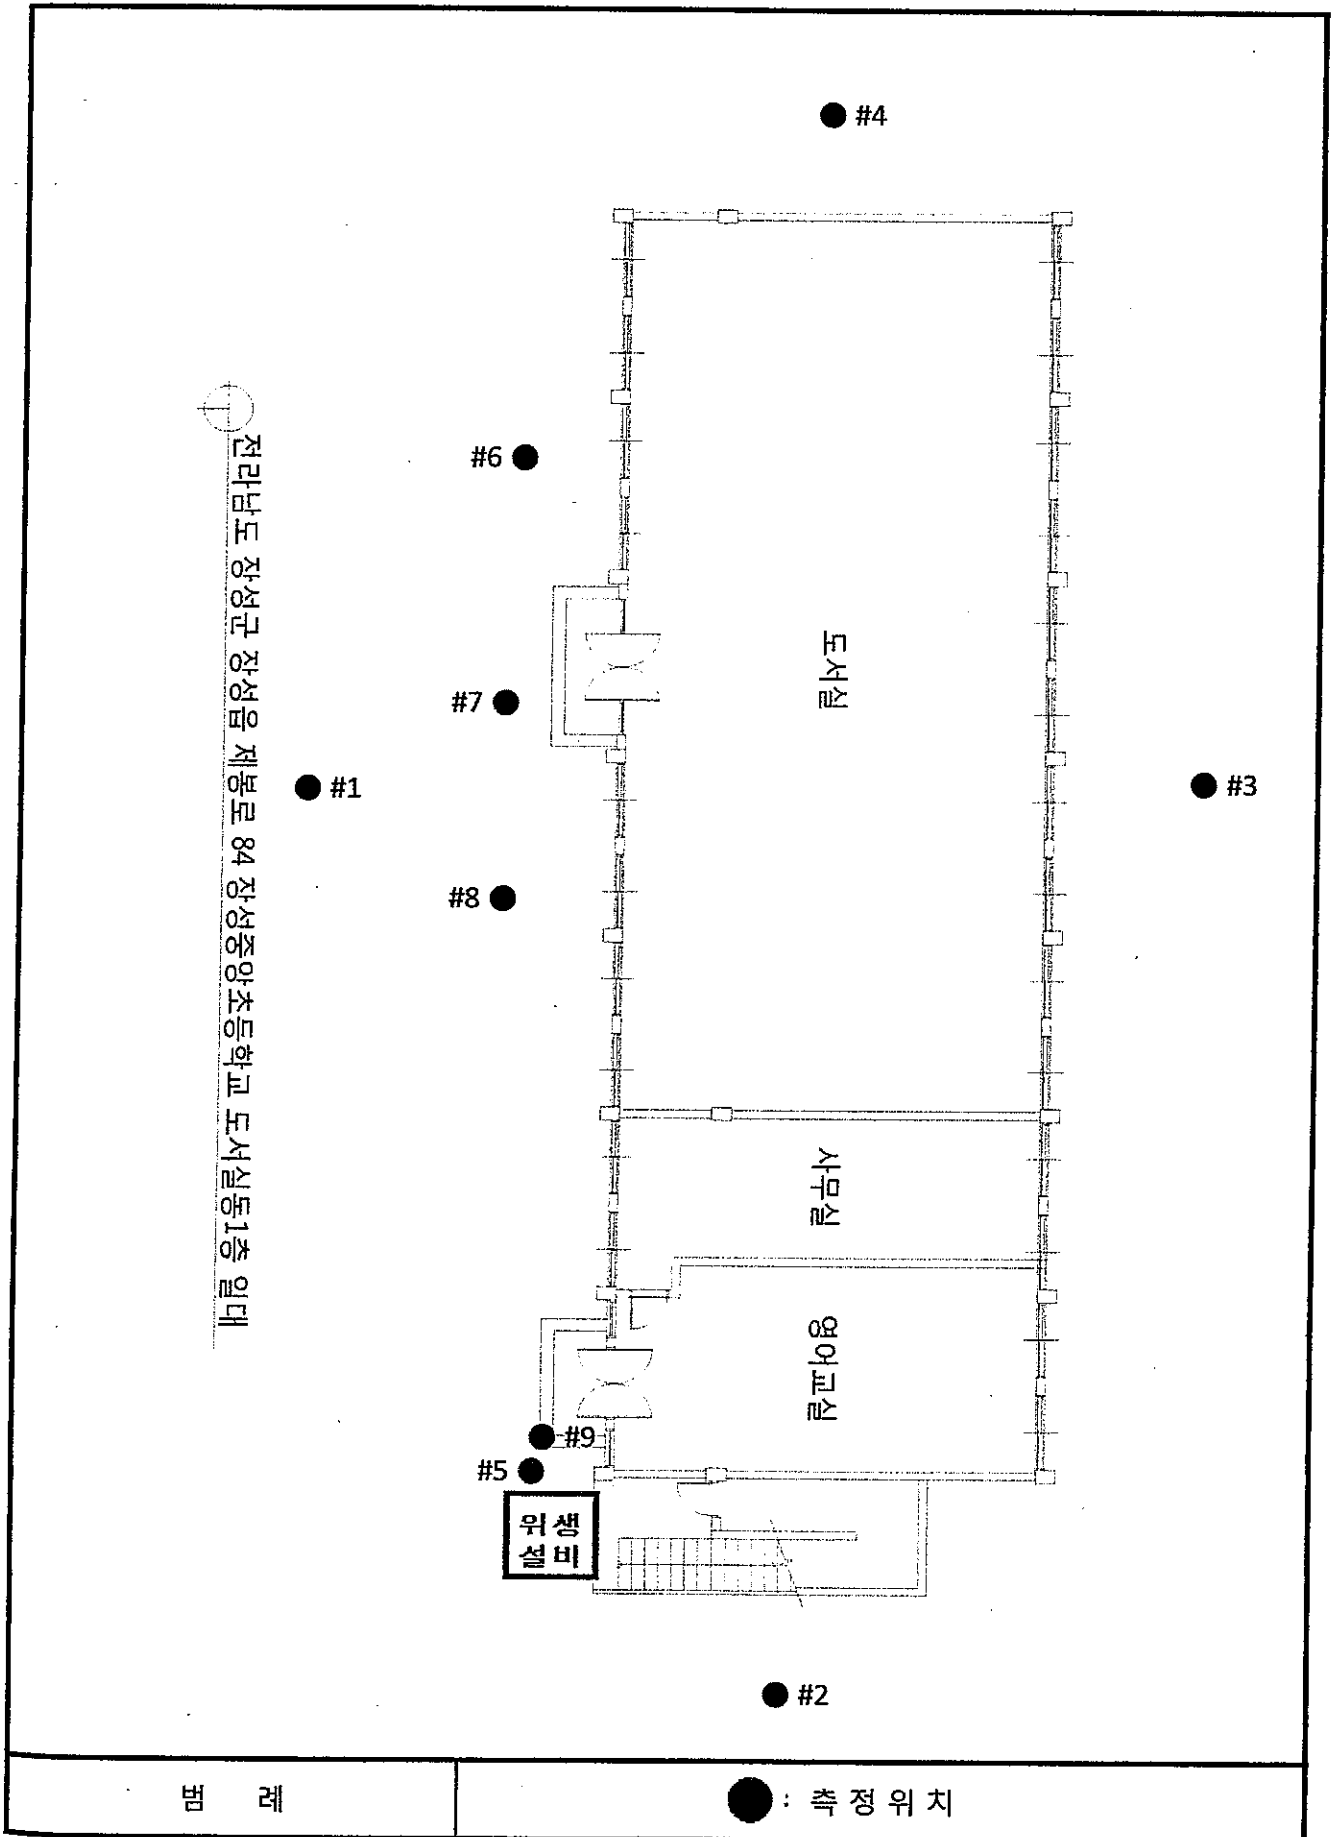 #4
#6
도서실
#7
#1
#3
#8
전라남도 장성군 장성읍 제봉로 84 장성중앙초등학교 도서실동1층 일대
사무실
영어교실
#9
#5
위생
설비
#2
범 례
: 측정위치